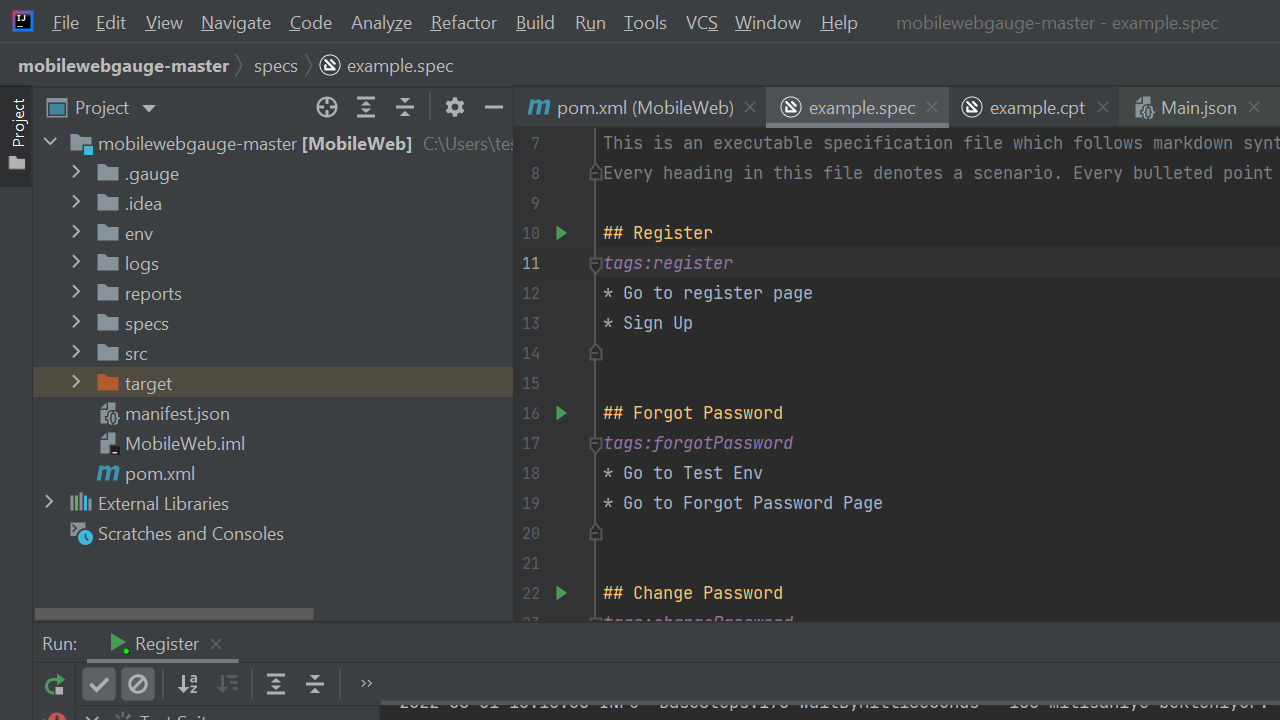 File Edit View Navigate Code Analyze Refactor Build Run Tools VCS Window Help mobilewebgauge-master - example.spec
mobilewebgauge-master specs example.spec
Project
Project
mobilewebgauge-master [MobileWeb] C:\Users\tes
.gauge
.idea
env
logs
reports
specs
src
target
manifest.json
MobileWeb.iml
pom.xml
External Libraries
Scratches and Consoles
pom.xml (MobileWeb) example.spec example.cpt Main.json
7 This is an executable specification file which follows markdown synt
8 Every heading in this file denotes a scenario. Every bulleted point
9
10 ## Register
11 tags:register
12 * Go to register page
13 * Sign Up
14
15
16 ## Forgot Password
17 tags:forgotPassword
18 * Go to Test Env
19 * Go to Forgot Password Page
20
21
22 ## Change Password
23 tags:changePassword
Run: Register
Test Suit